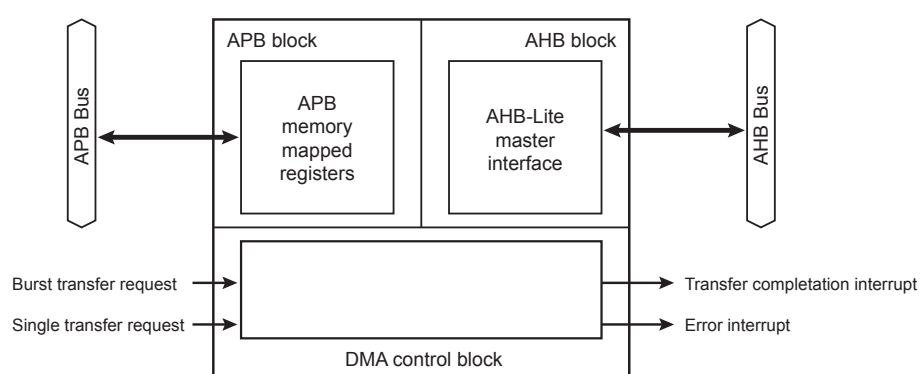 APB block
AHB block
APB Bus
APB
memory
mapped
registers
AHB-Lite
master
interface
AHB Bus
Burst transfer request
Transfer completation interrupt
Single transfer request
Error interrupt
DMA control block